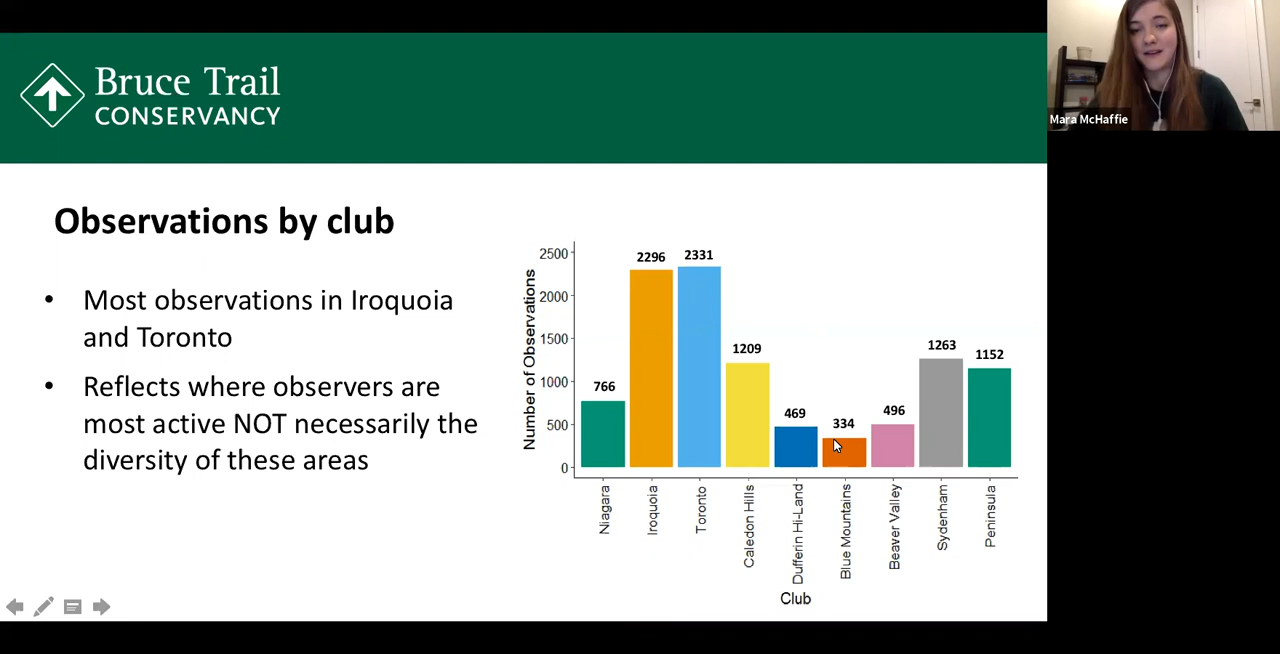 Bruce Trail
CONSERVANCY
Mara McHaffie
Observations by club
• Most observations in Iroquoia
and Toronto
• Reflects where observers are
most active NOT necessarily the
diversity of these areas
Number of Observations
2500
2000
1500
1000
500
0
766
2296
2331
1209
469
334
496
1263
1152
Niagara
Iroquoia
Toronto
Caledon Hills
Dufferin Hi-Land
Blue Mountains
Beaver Valley
Sydenham
Peninsula
Club